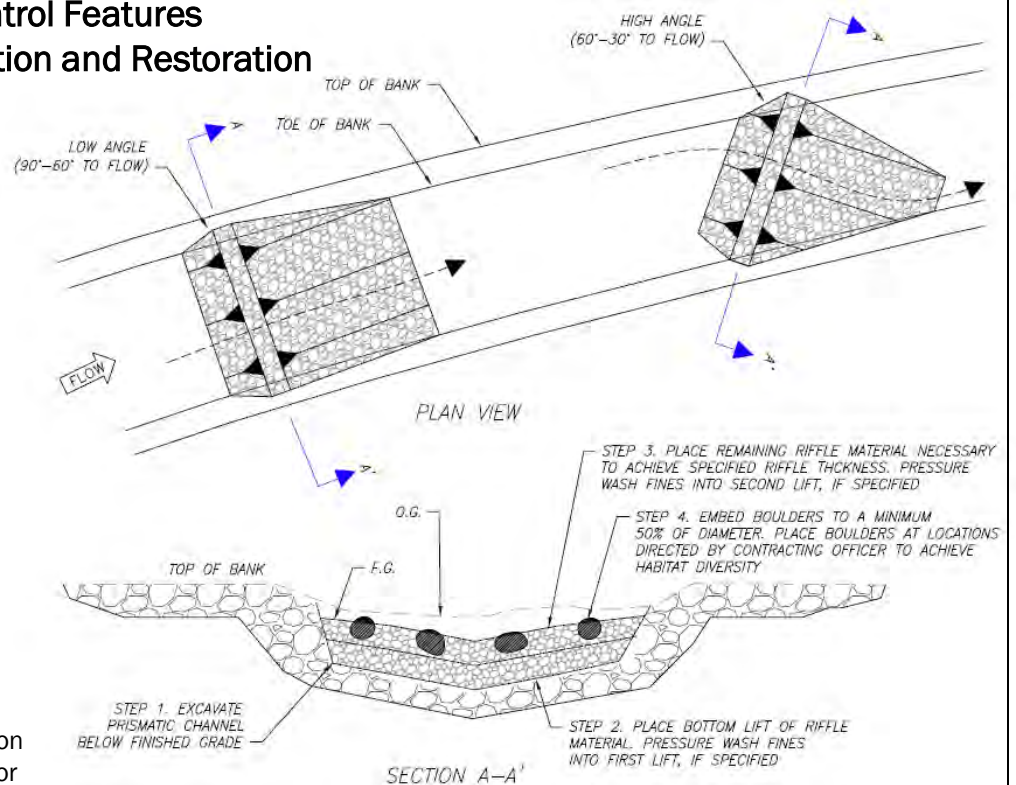 ntrol Features
tion and Restoration
HIGH ANGLE
(60°–30° TO FLOW)
A
TOP OF BANK
TOE OF BANK
A
LOW ANGLE
(90°–60° TO FLOW)
A'
FLOW
PLAN VIEW
A'
STEP 3. PLACE REMAINING RIFFLE MATERIAL NECESSARY
TO ACHIEVE SPECIFIED RIFFLE THCKNESS. PRESSURE
WASH FINES INTO SECOND LIFT, IF SPECIFIED
O.G.
STEP 4. EMBED BOULDERS TO A MINIMUM
50% OF DIAMETER. PLACE BOULDERS AT LOCATIONS
DIRECTED BY CONTRACTING OFFICER TO ACHIEVE
HABITAT DIVERSITY
TOP OF BANK
F.G.
STEP 1. EXCAVATE
PRISMATIC CHANNEL
BELOW FINISHED GRADE
STEP 2. PLACE BOTTOM LIFT OF RIFFLE
MATERIAL. PRESSURE WASH FINES
INTO FIRST LIFT, IF SPECIFIED
on
or
SECTION A–A'